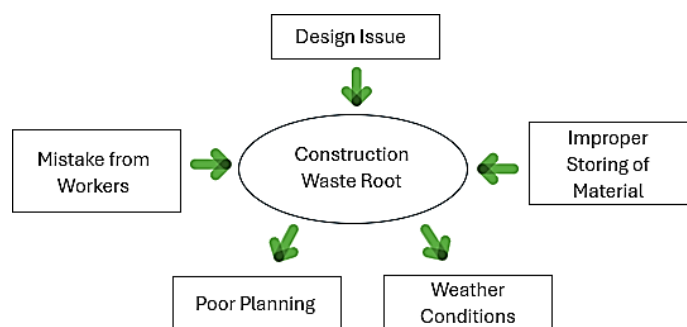 Design Issue
Mistake from
Workers
Construction
Waste Root
Improper
Storing of
Material
Poor Planning
Weather
Conditions